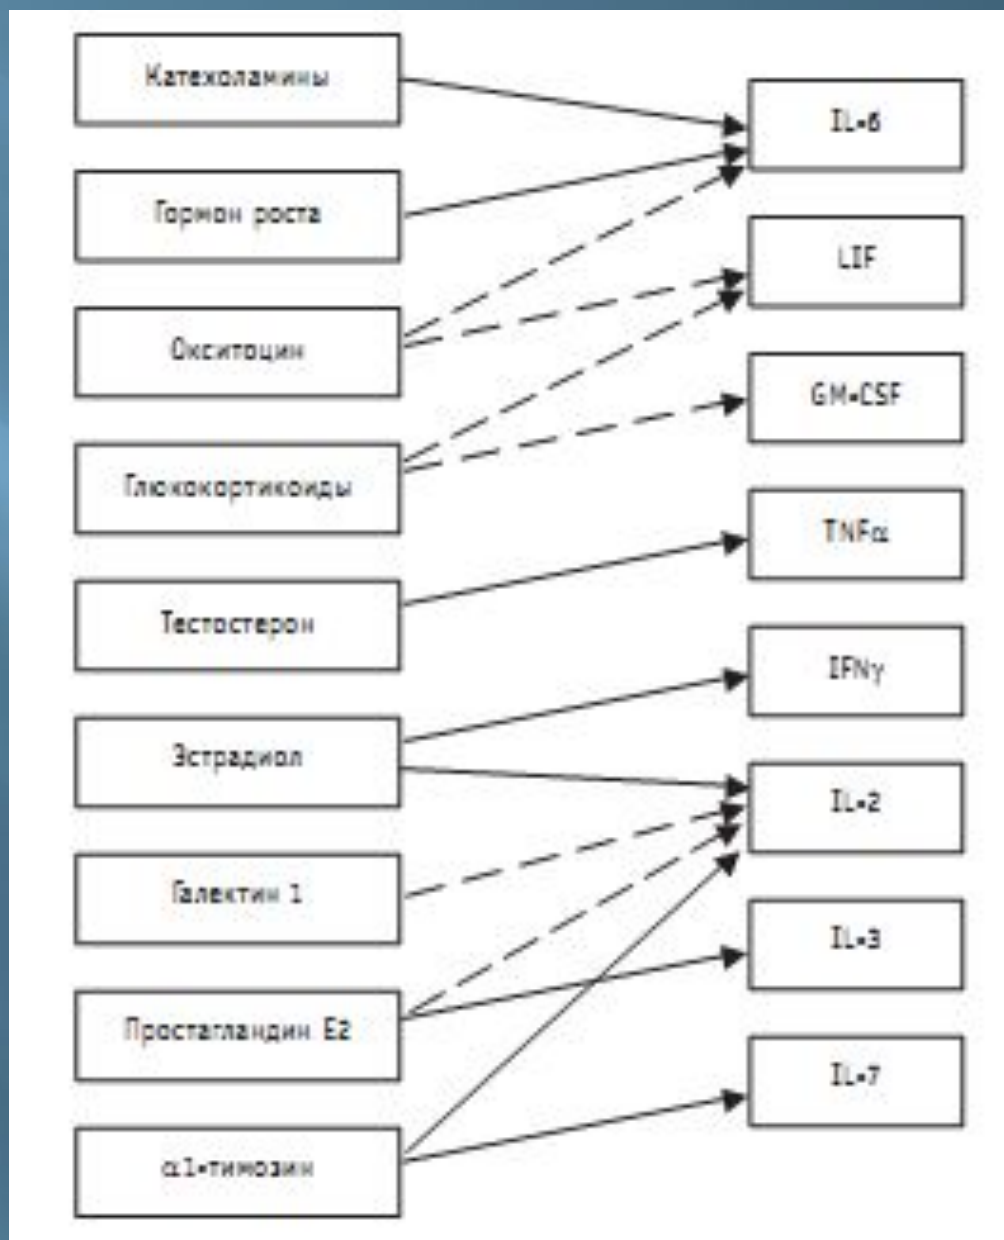 Катехоламины
Гормон роста
Окситоцин
Глюкокортикоиды
Тестостерон
Эстрадиол
Галектин 1
Простагландин Е2
α1-тимозин
IL-6
LIF
GM-CSF
TNFα
IFNγ
IL-2
IL-3
IL-7